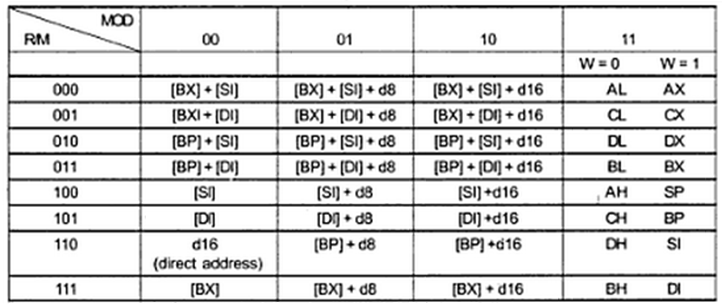 MOD
R/M 00 01 10 11
W = 0 W = 1
000 [BX] + [SI] [BX] + [SI] + d8 [BX] + [SI] + d16 AL AX
001 [BXI + [DI] [BX] + [DI] + d8 [BX] + [DI] + d16 CL CX
010 [BP] + [SI] [BP] + [SI] + d8 [BP] + [SI] + d16 DL DX
011 [BP] + [DI] [BP] + [DI] + d8 [BP] + [DI] + d16 BL BX
100 [SI] [SI] + d8 [SI] +d16 AH SP
101 [DI] [DI] + d8 [DI] +d16 CH BP
110 d16 [BP] + d8 [BP] +d16 DH SI
(direct address)
111 [BX] [BX] + d8 [BX] + d16 BH DI